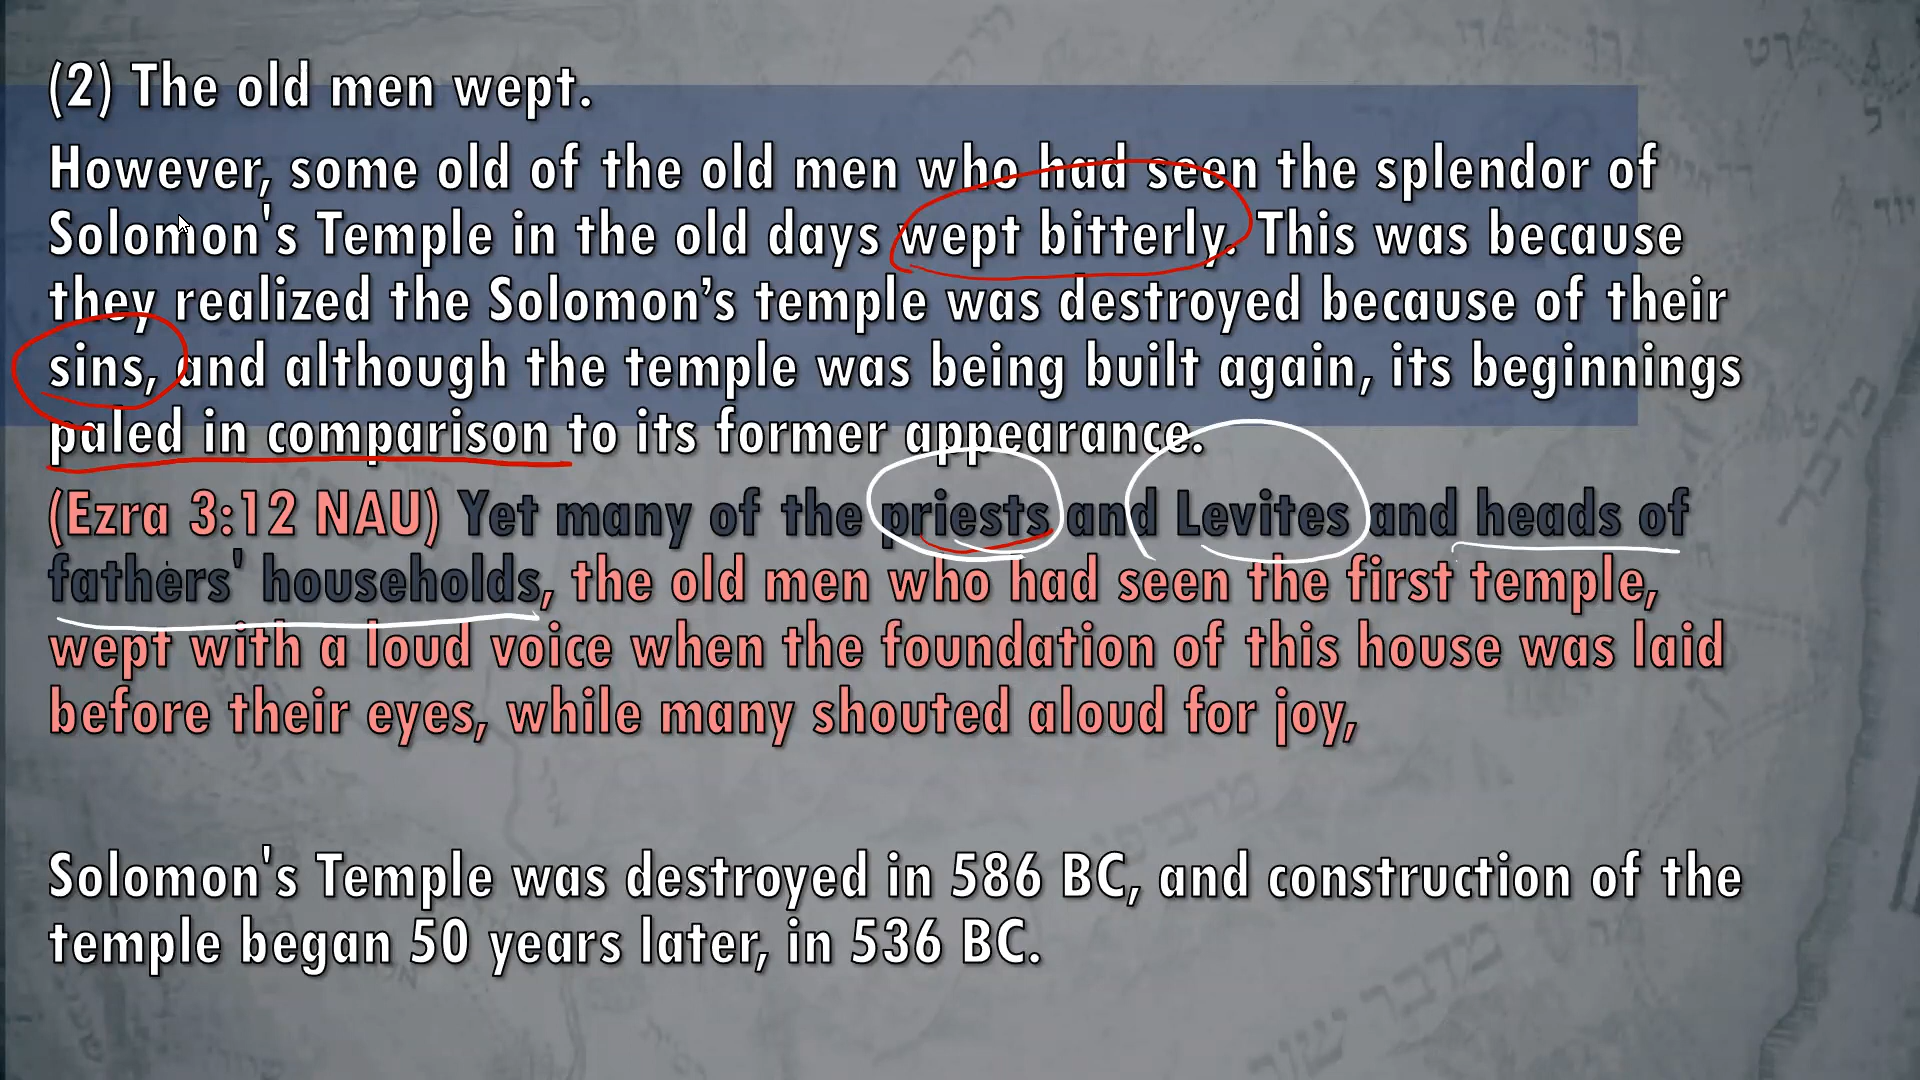 (2) The old men wept.
However, some old of the old men who had seen the splendor of
Solomon's Temple in the old days wept bitterly. This was because
they realized the Solomon’s temple was destroyed because of their
sins, and although the temple was being built again, its beginnings
paled in comparison to its former appearance.
(Ezra 3:12 NAU) Yet many of the priests and Levites and heads of
fathers' households, the old men who had seen the first temple,
wept with a loud voice when the foundation of this house was laid
before their eyes, while many shouted aloud for joy,
Solomon's Temple was destroyed in 586 BC, and construction of the
temple began 50 years later, in 536 BC.